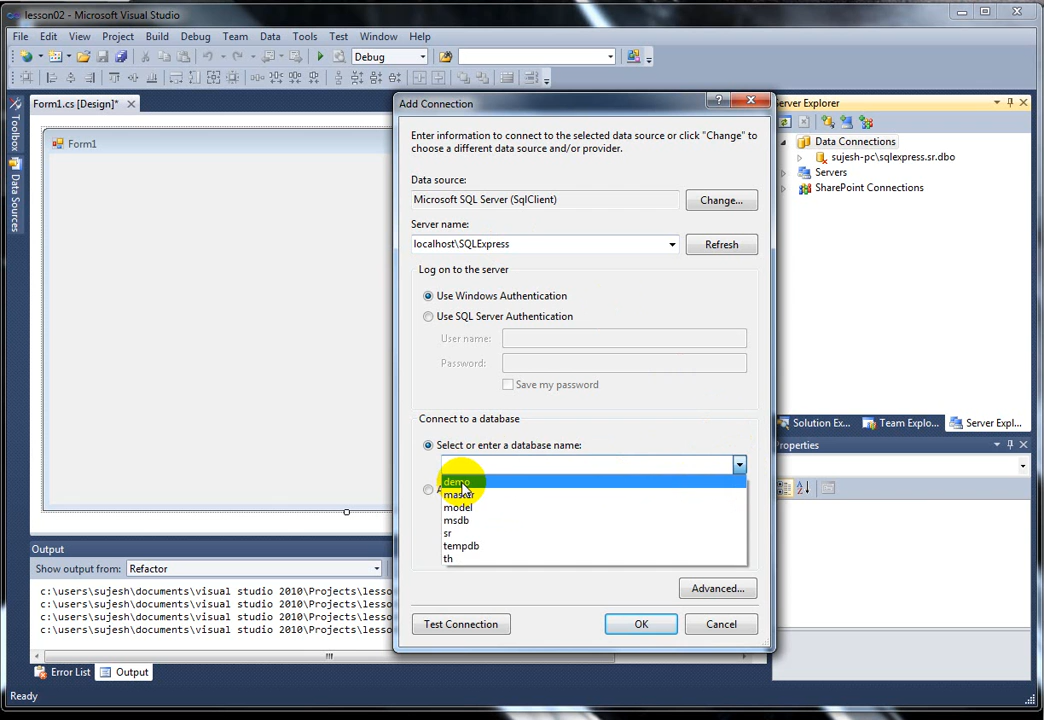 lesson02 - Microsoft Visual Studio
File Edit View Project Build Debug Team Data Tools Test Window Help
Debug
Form1.cs [Design]*
Toolbox
Data Sources
Form1
Add Connection
Enter information to connect to the selected data source or click "Change" to
choose a different data source and/or provider.
Data source:
Microsoft SQL Server (SqlClient)
Change...
Server name:
localhost\SQLExpress
Refresh
Log on to the server
Use Windows Authentication
Use SQL Server Authentication
User name:
Password:
Save my password
Connect to a database
Select or enter a database name:
demo
master
model
msdb
sr
tempdb
th
Advanced...
Test Connection
OK
Cancel
Server Explorer
Data Connections
sujesh-pc\sqlexpress.sr.dbo
Servers
SharePoint Connections
Solution Ex...
Team Explo...
Server Expl...
Properties
Output
Show output from: Refactor
c:\users\sujesh\documents\visual studio 2010\Projects\lesso
c:\users\sujesh\documents\visual studio 2010\Projects\lesso
c:\users\sujesh\documents\visual studio 2010\Projects\lesso
c:\users\sujesh\documents\visual studio 2010\Projects\lesso
Error List
Output
Ready